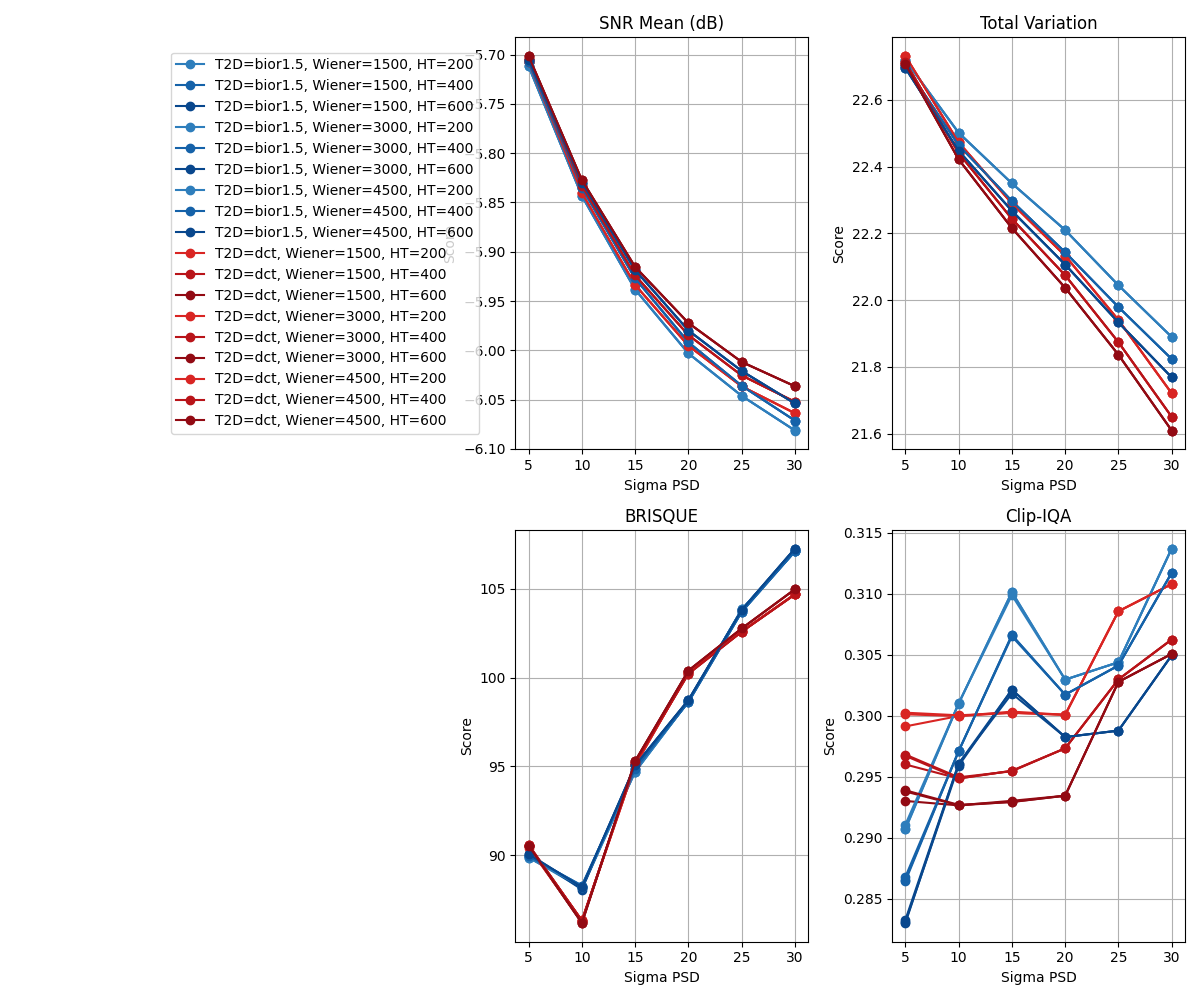 SNR Mean (dB)
Total Variation
T2D=bior1.5, Wiener=1500, HT=200
T2D=bior1.5, Wiener=1500, HT=400
T2D=bior1.5, Wiener=1500, HT=600
T2D=bior1.5, Wiener=3000, HT=200
T2D=bior1.5, Wiener=3000, HT=400
T2D=bior1.5, Wiener=3000, HT=600
T2D=bior1.5, Wiener=4500, HT=200
T2D=bior1.5, Wiener=4500, HT=400
T2D=bior1.5, Wiener=4500, HT=600
T2D=dct, Wiener=1500, HT=200
T2D=dct, Wiener=1500, HT=400
T2D=dct, Wiener=1500, HT=600
T2D=dct, Wiener=3000, HT=200
T2D=dct, Wiener=3000, HT=400
T2D=dct, Wiener=3000, HT=600
T2D=dct, Wiener=4500, HT=200
T2D=dct, Wiener=4500, HT=400
T2D=dct, Wiener=4500, HT=600
Score
−5.70
−5.75
−5.80
−5.85
−5.90
−5.95
−6.00
−6.05
−6.10
5 10 15 20 25 30
Sigma PSD
Score
22.6
22.4
22.2
22.0
21.8
21.6
5 10 15 20 25 30
Sigma PSD
BRISQUE
Score
105
100
95
90
5 10 15 20 25 30
Sigma PSD
Clip-IQA
Score
0.315
0.310
0.305
0.300
0.295
0.290
0.285
5 10 15 20 25 30
Sigma PSD